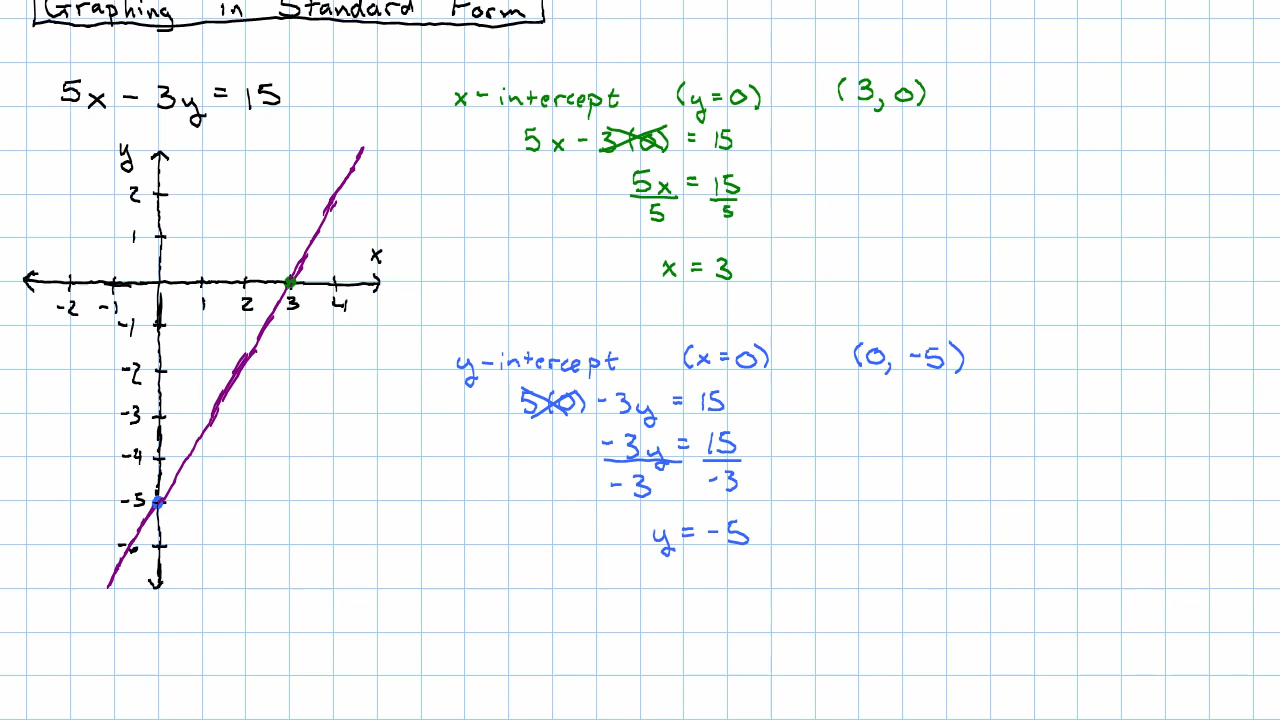 Graphing in Standard Form
5x - 3y = 15
x-intercept (y=0) (3, 0)
5x - 3(0) = 15
5x/5 = 15/5
x = 3
y-intercept (x=0) (0, -5)
5(0) - 3y = 15
-3y/-3 = 15/-3
y = -5
y
2
1
x
-2 -1 1 2 3 4
-1
-2
-3
-4
-5